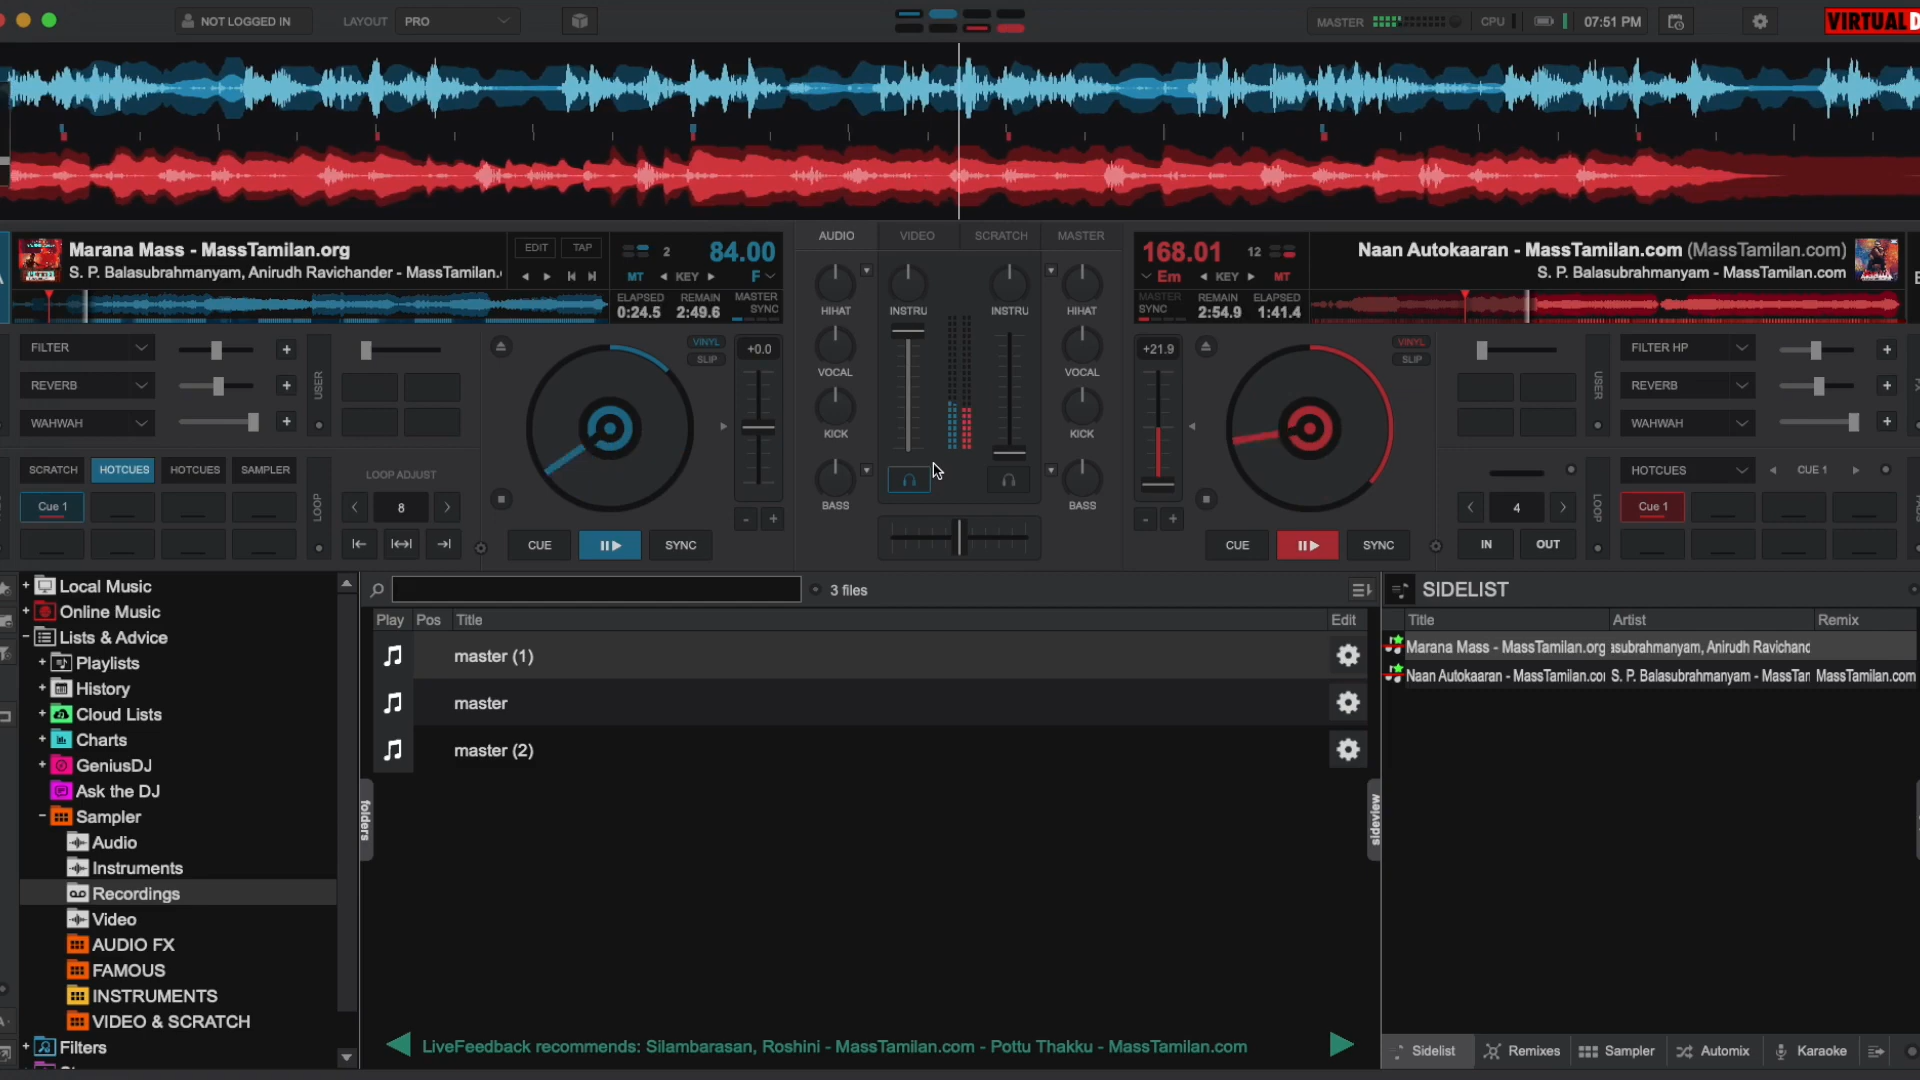 NOT LOGGED IN LAYOUT PRO MASTER CPU 07:51 PM VIRTUALD
Marana Mass - MassTamilan.org
S. P. Balasubrahmanyam, Anirudh Ravichander - MassTamilan.
EDIT TAP
2 84.00
MT KEY F
ELAPSED REMAIN MASTER SYNC
0:24.5 2:49.6
AUDIO VIDEO SCRATCH MASTER
168.01 12
Em KEY MT
MASTER SYNC REMAIN ELAPSED
2:54.9 1:41.4
Naan Autokaaran - MassTamilan.com (MassTamilan.com)
S. P. Balasubrahmanyam - MassTamilan.com
FILTER
REVERB
WAHWAH
USER
VINYL
SLIP
+0.0
HIHAT INSTRU INSTRU HIHAT
VOCAL VOCAL
KICK KICK
BASS BASS
+21.9
VINYL
SLIP
USER
FILTER HP
REVERB
WAHWAH
SCRATCH HOTCUES HOTCUES SAMPLER
Cue 1
LOOP
LOOP ADJUST
8
CUE SYNC
- +
- +
CUE SYNC
4
IN OUT
LOOP
HOTCUES CUE 1
Cue 1
Local Music
Online Music
Lists & Advice
Playlists
History
Cloud Lists
Charts
GeniusDJ
Ask the DJ
Sampler
Audio
Instruments
Recordings
Video
AUDIO FX
FAMOUS
INSTRUMENTS
VIDEO & SCRATCH
Filters
folders
3 files
Play Pos Title Edit
master (1)
master
master (2)
LiveFeedback recommends: Silambarasan, Roshini - MassTamilan.com - Pottu Thakku - MassTamilan.com
sideview
SIDELIST
Title Artist Remix
Marana Mass - MassTamilan.org asubrahmanyam, Anirudh Ravichand
Naan Autokaaran - MassTamilan.co S. P. Balasubrahmanyam - MassTar MassTamilan.com
Sidelist Remixes Sampler Automix Karaoke